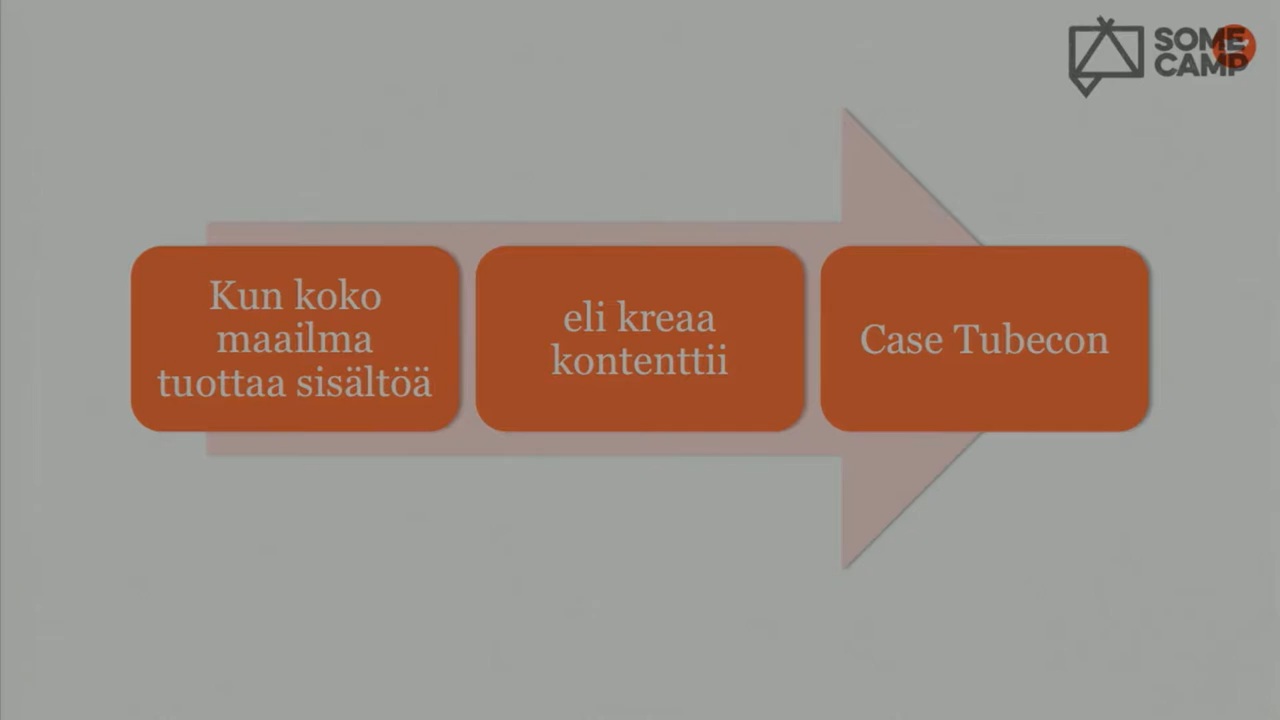 SOME
CAMP
Kun koko
maailma
tuottaa sisältöä
eli kreaa
kontenttii
Case Tubecon